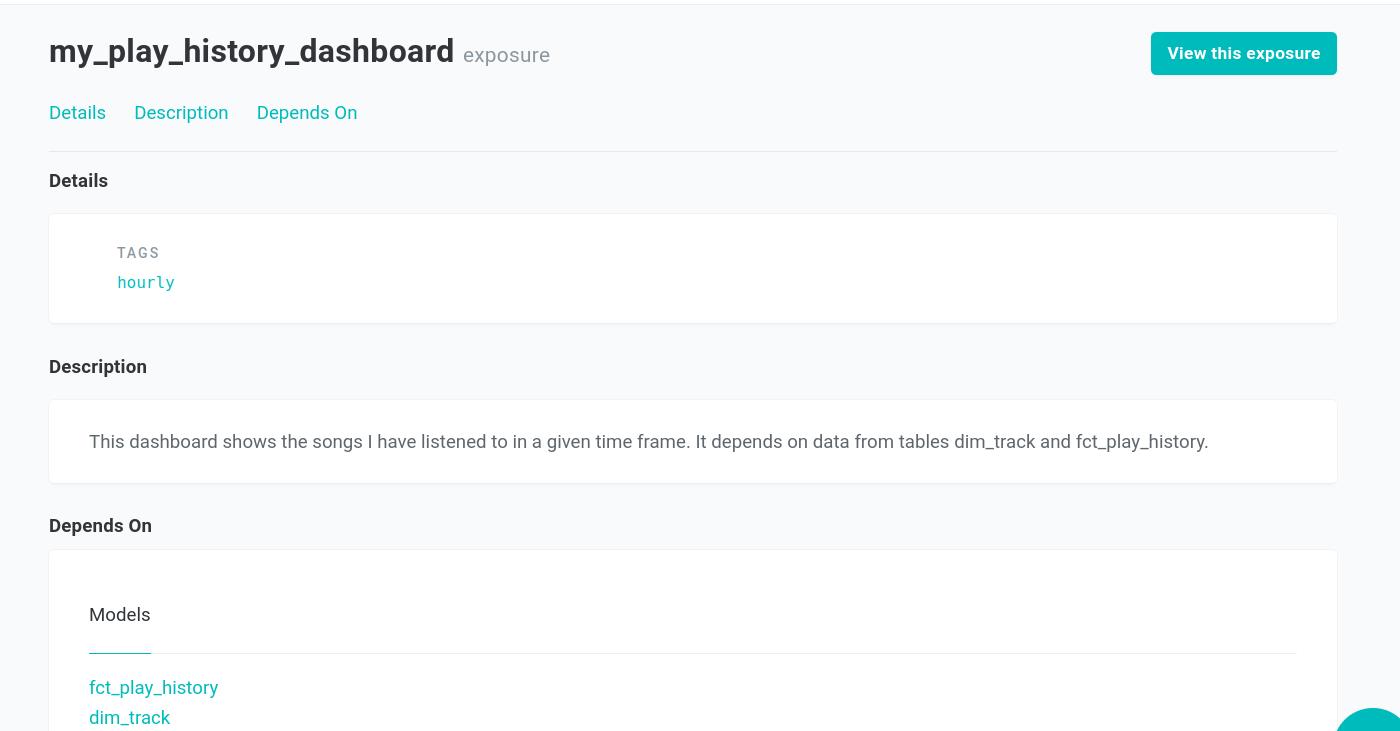 my_play_history_dashboard exposure
View this exposure
Details Description Depends On
Details
TAGS
hourly
Description
This dashboard shows the songs I have listened to in a given time frame. It depends on data from tables dim_track and fct_play_history.
Depends On
Models
fct_play_history
dim_track